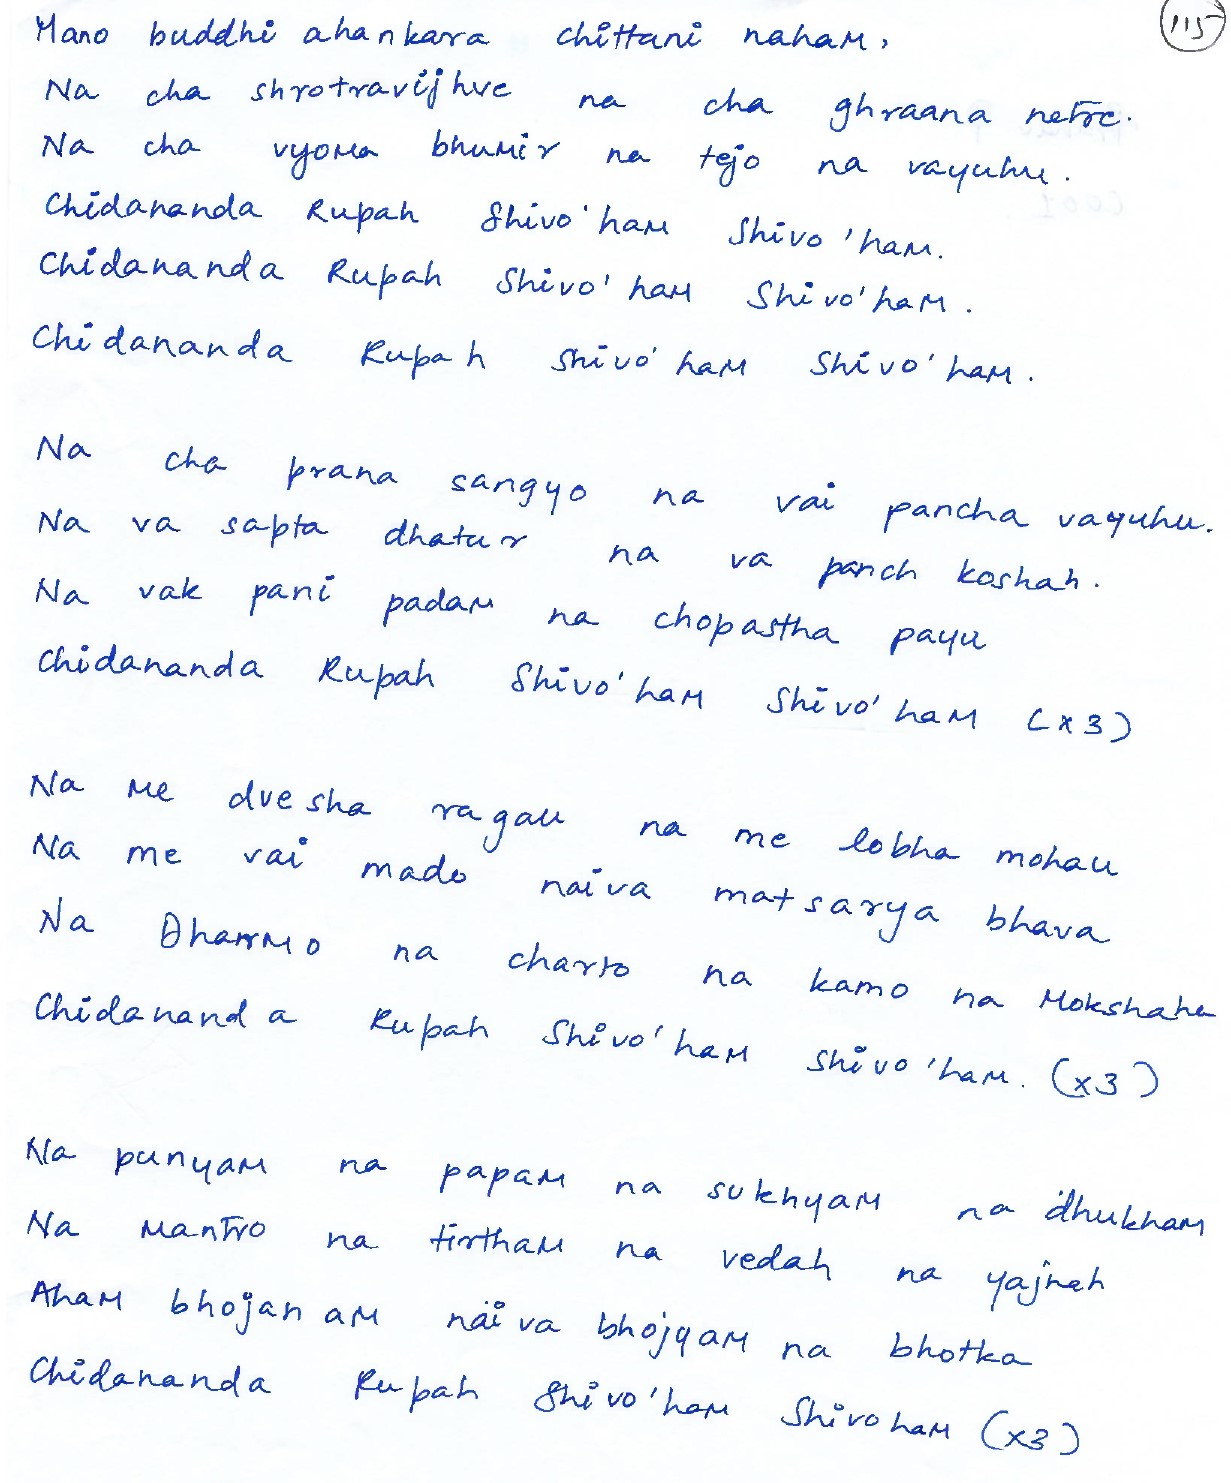 115
Mano buddhi ahankara chittani naham,
Na cha shrotravijhve na cha ghraana netre.
Na cha vyoma bhumir na tejo na vayuhu.
Chidananda Rupah Shivo'ham Shivo'ham.
Chidananda Rupah Shivo'ham Shivo'ham.
Chidananda Rupah Shivo'ham Shivo'ham.
Na cha prana sangyo na vai pancha vayuhu.
Na va sapta dhatur na va panch koshah.
Na vak pani padam na chopastha payu
Chidananda Rupah Shivo'ham Shivo'ham (x3)
Na me dvesha ragau na me lobha mohau
Na me vai mado naiva matsarya bhava
Na Dharmo na charto na kamo na Mokshaha
Chidananda Rupah Shivo'ham Shivo'ham. (x3)
Na punyam na papam na sukhyam na dhukham
Na mantro na tirtham na vedah na yajnah
Aham bhojanam naiva bhojyam na bhotka
Chidananda Rupah Shivo'ham Shivoham (x3)